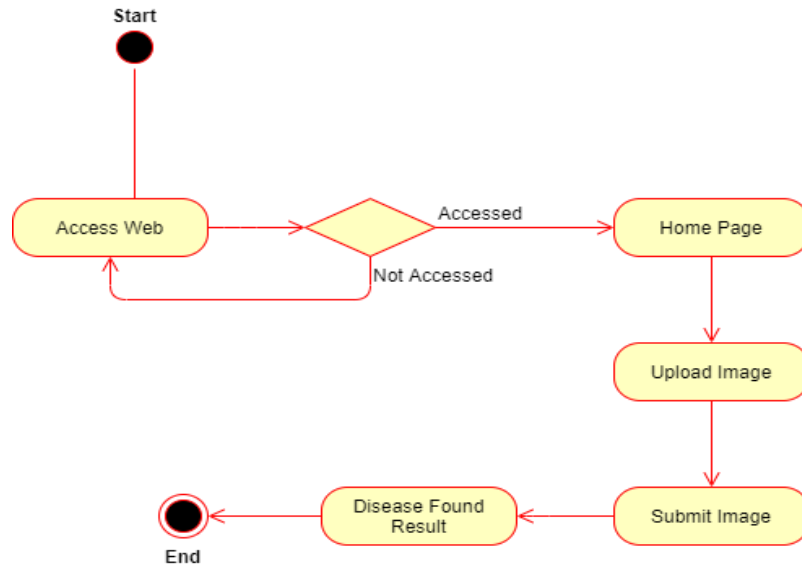 Start
Access Web
Accessed
Not Accessed
Home Page
Upload Image
Submit Image
Disease Found
Result
End